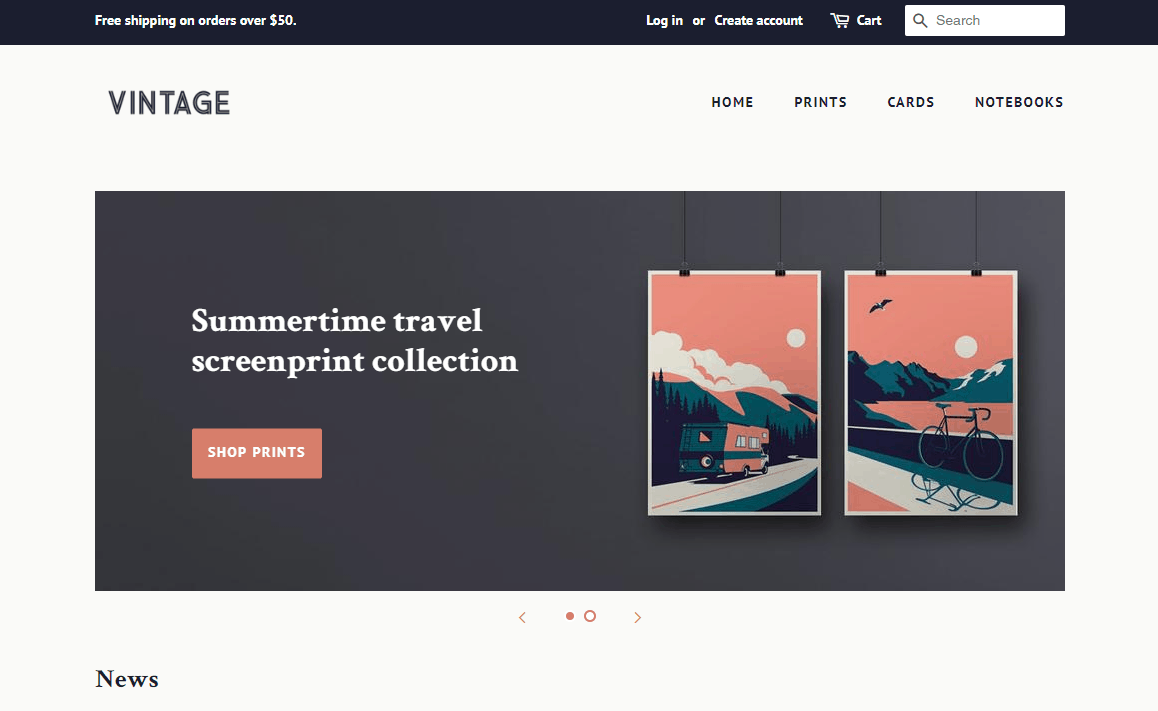 Free shipping on orders over $50.
Log in or Create account
Cart
Search
VINTAGE
HOME
PRINTS
CARDS
NOTEBOOKS
Summertime travel
screenprint collection
SHOP PRINTS
News